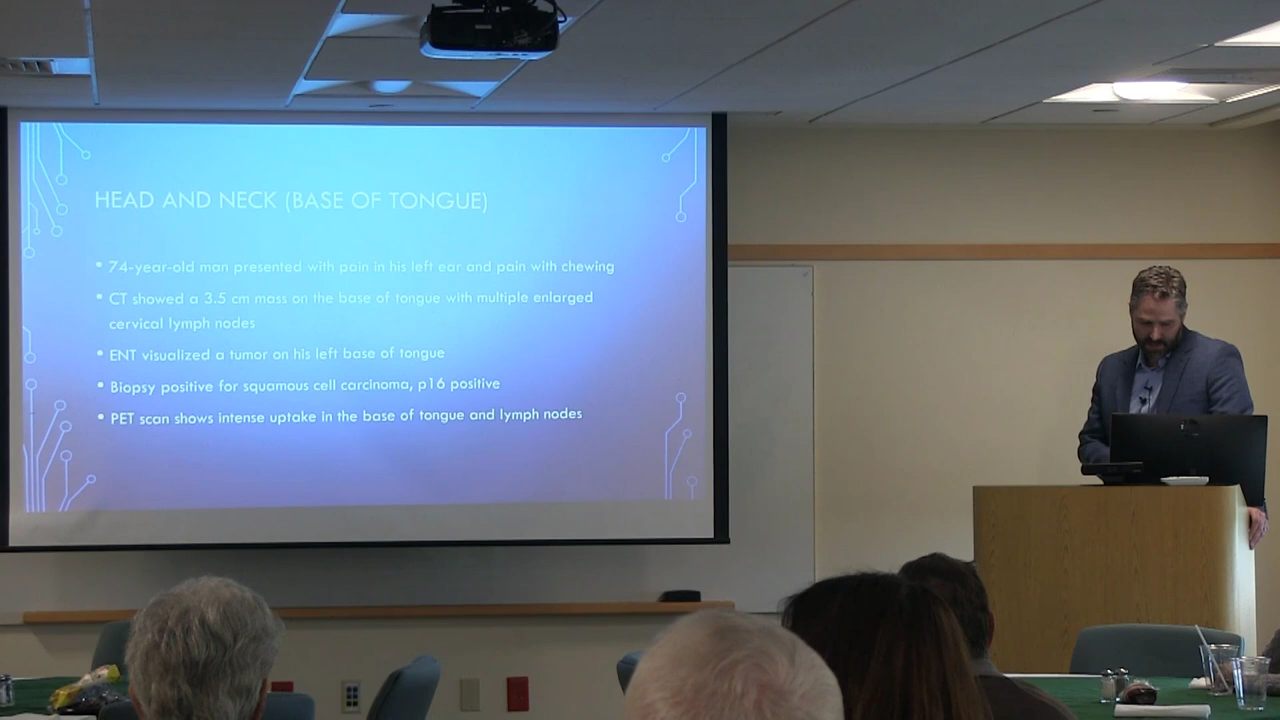 HEAD AND NECK (BASE OF TONGUE)
• 74-year-old man presented with pain in his left ear and pain with chewing
• CT showed a 3.5 cm mass on the base of tongue with multiple enlarged
cervical lymph nodes
• ENT visualized a tumor on his left base of tongue
• Biopsy positive for squamous cell carcinoma, p16 positive
• PET scan shows intense uptake in the base of tongue and lymph nodes